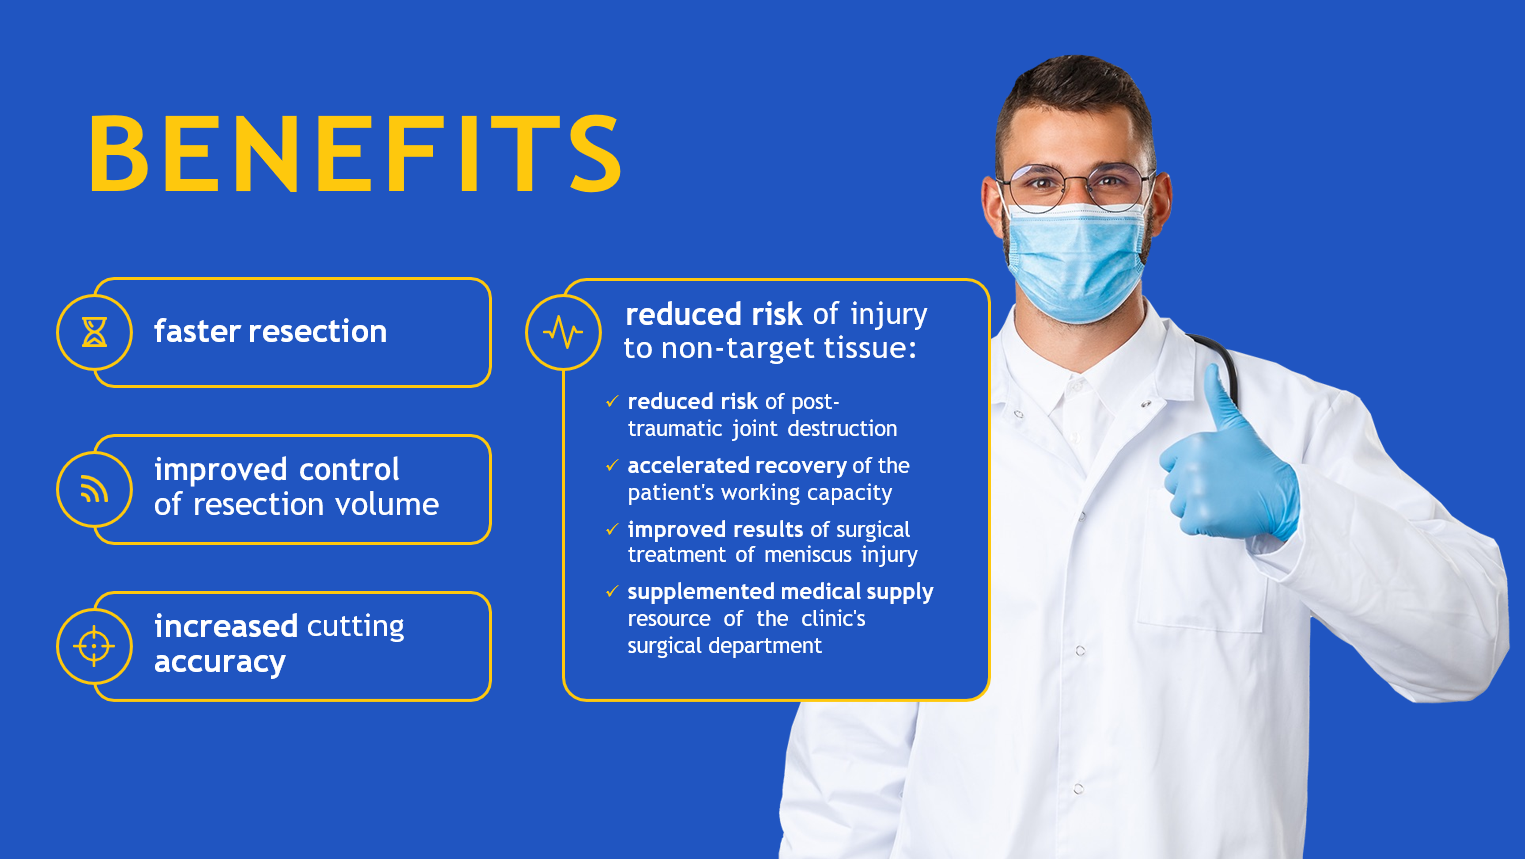 BENEFITS
faster resection
improved control
of resection volume
increased cutting
accuracy
reduced risk of injury
to non-target tissue:
✓ reduced risk of post-
traumatic joint destruction
✓ accelerated recovery of the
patient's working capacity
✓ improved results of surgical
treatment of meniscus injury
✓ supplemented medical supply
resource of the clinic's
surgical department